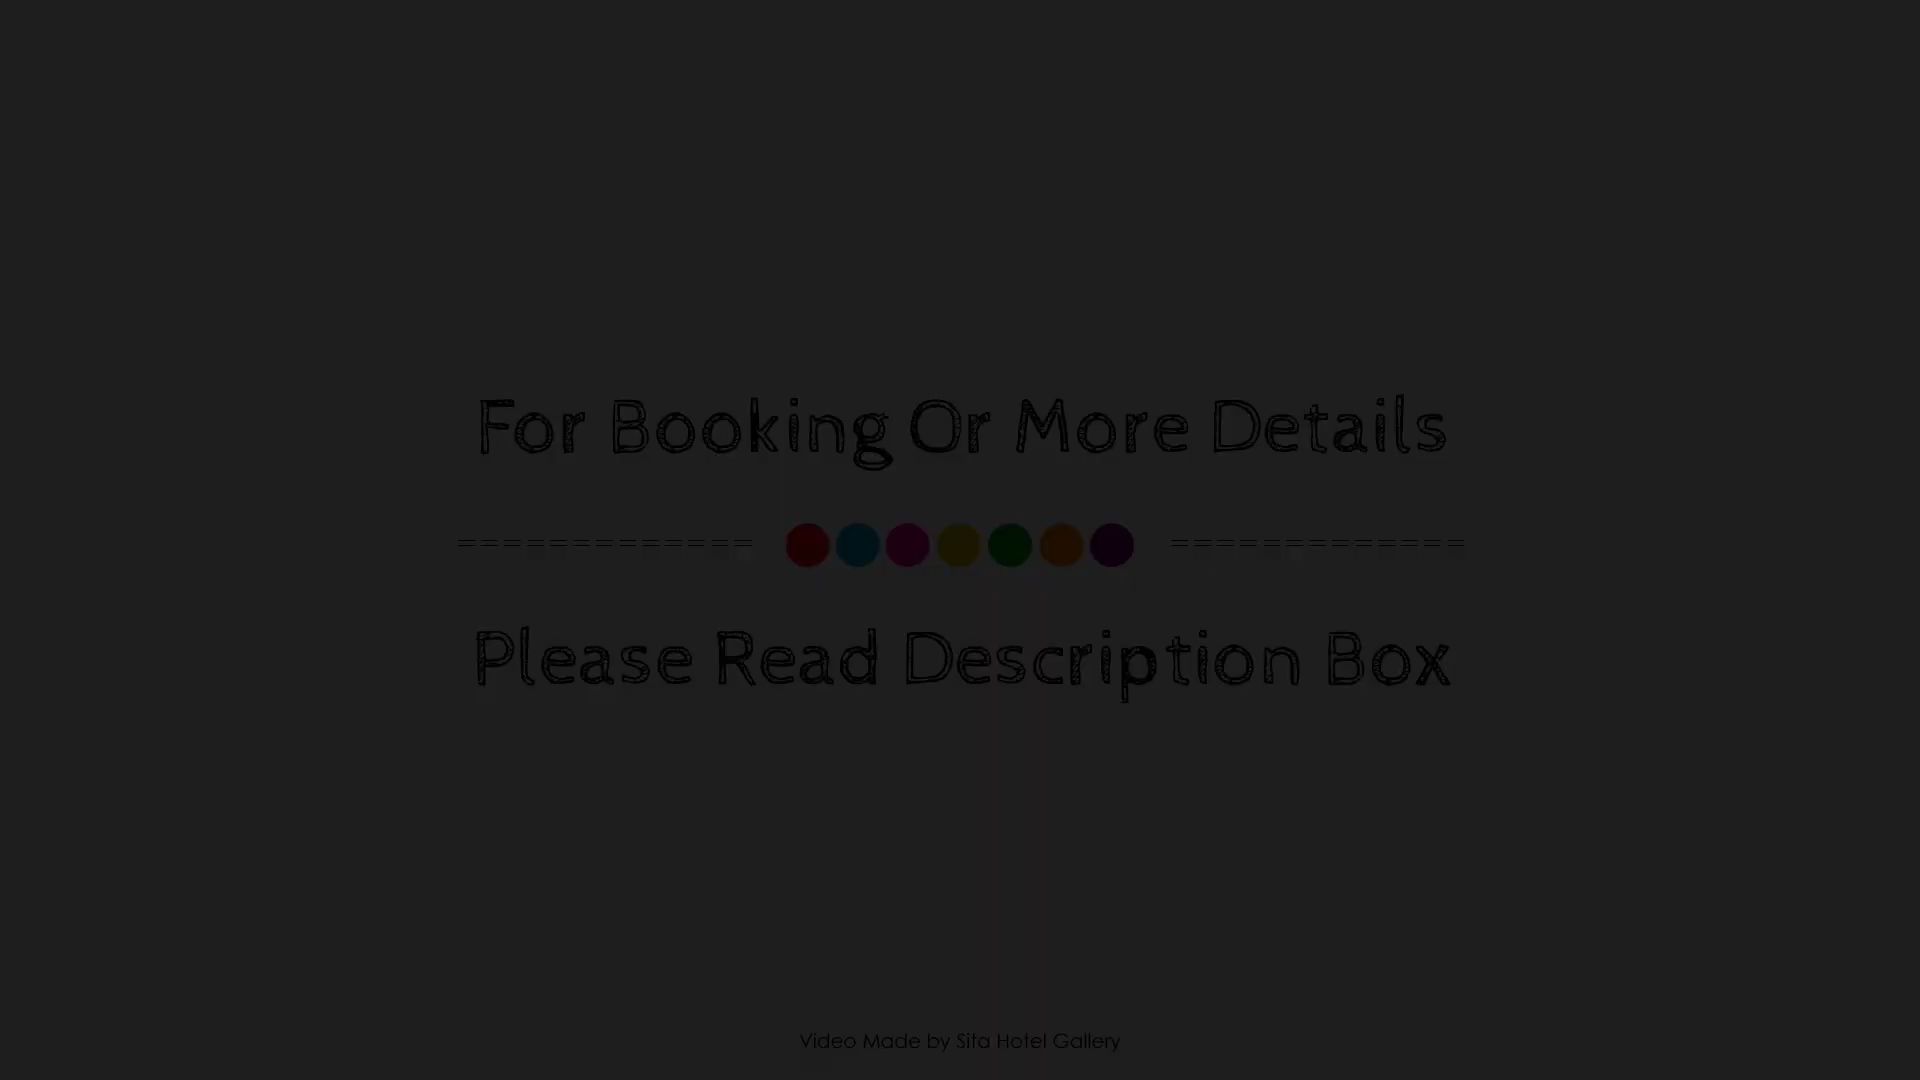 For Booking Or More Details
============= =============
Please Read Description Box
Video Made by Sita Hotel Gallery